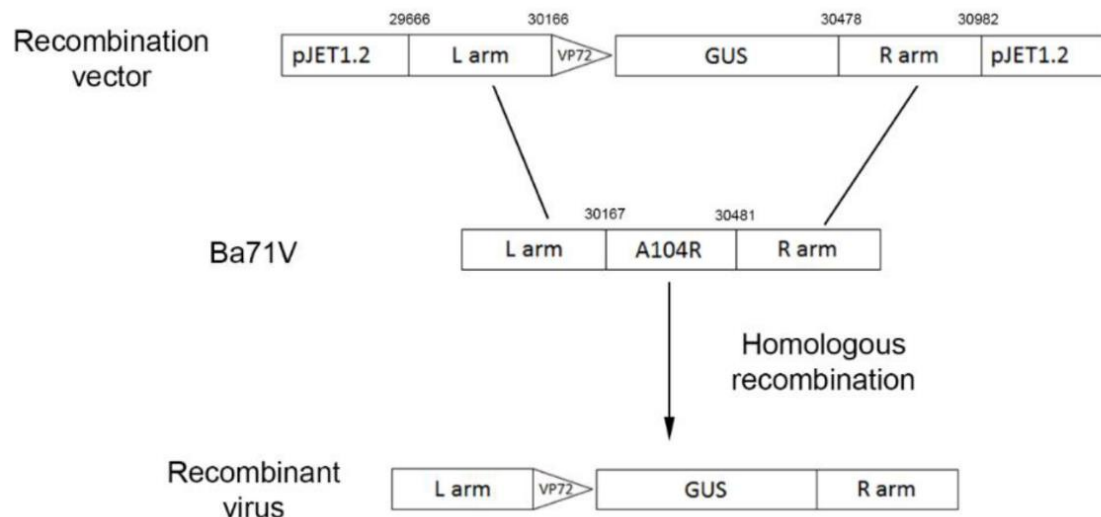 29666 30166 30478 30982
Recombination
vector
pJET1.2 L arm VP72 GUS R arm pJET1.2
30167 30481
Ba71V
L arm A104R R arm
Homologous
recombination
Recombinant
virus
L arm VP72 GUS R arm